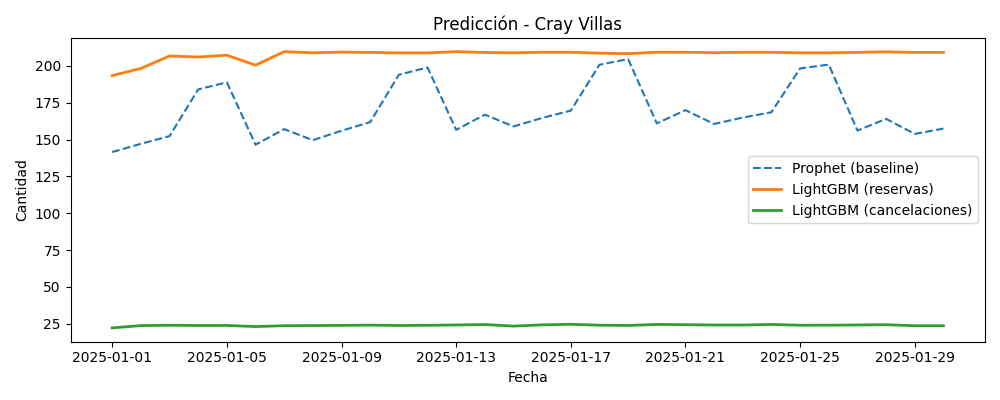 Predicción - Cray Villas
Cantidad
200
175
150
125
100
75
50
25
Prophet (baseline)
LightGBM (reservas)
LightGBM (cancelaciones)
2025-01-01 2025-01-05 2025-01-09 2025-01-13 2025-01-17 2025-01-21 2025-01-25 2025-01-29
Fecha